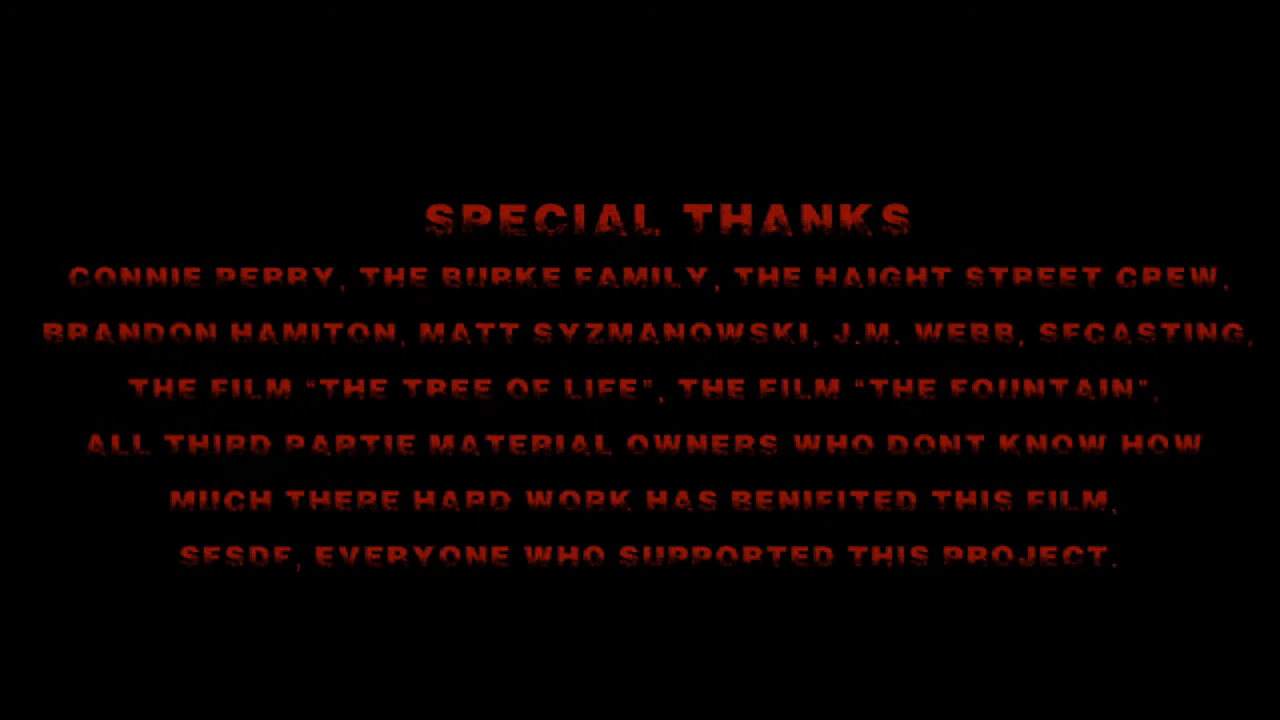 SPECIAL THANKS
CONNIE PERRY, THE BURKE FAMILY, THE HAIGHT STREET CREW,
BRANDON HAMITON, MATT SYZMANOWSKI, J.M. WEBB, SFCASTING,
THE FILM “THE TREE OF LIFE”, THE FILM “THE FOUNTAIN”,
ALL THIRD PARTIE MATERIAL OWNERS WHO DONT KNOW HOW
MUCH THERE HARD WORK HAS BENIFITED THIS FILM,
SFSDF, EVERYONE WHO SUPPORTED THIS PROJECT.